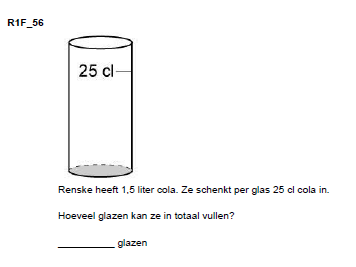 R1F_56
25 cl
Renske heeft 1,5 liter cola. Ze schenkt per glas 25 cl cola in.
Hoeveel glazen kan ze in totaal vullen?
___________ glazen